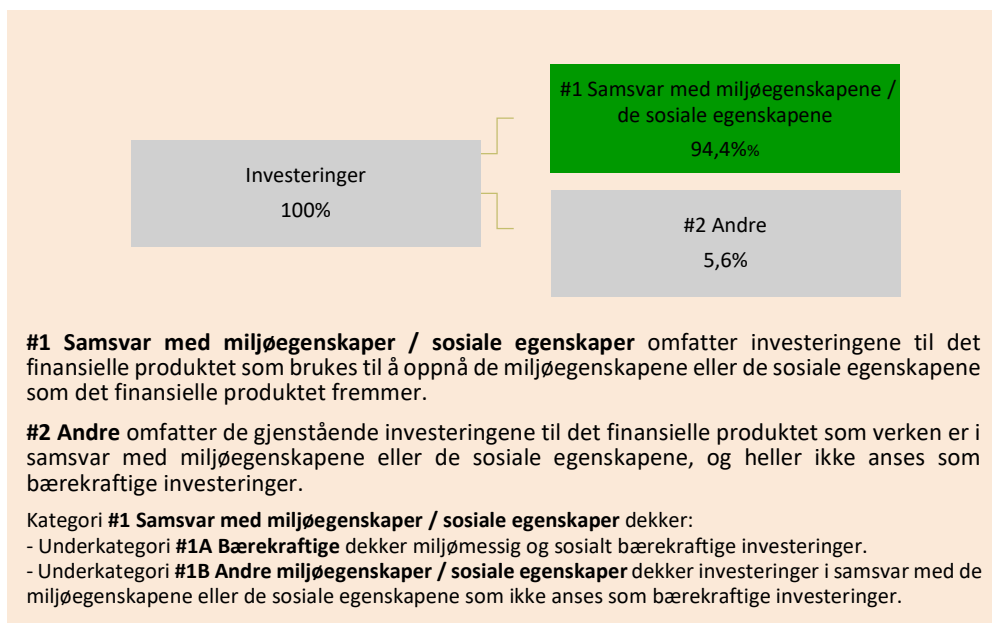 #1 Samsvar med miljøegenskapene /
de sosiale egenskapene
94,4%%
Investeringer
100%
#2 Andre
5,6%
#1 Samsvar med miljøegenskaper / sosiale egenskaper omfatter investeringene til det
finansielle produktet som brukes til å oppnå de miljøegenskapene eller de sosiale egenskapene
som det finansielle produktet fremmer.
#2 Andre omfatter de gjenstående investeringene til det finansielle produktet som verken er i
samsvar med miljøegenskapene eller de sosiale egenskapene, og heller ikke anses som
bærekraftige investeringer.
Kategori #1 Samsvar med miljøegenskaper / sosiale egenskaper dekker:
- Underkategori #1A Bærekraftige dekker miljømessig og sosialt bærekraftige investeringer.
- Underkategori #1B Andre miljøegenskaper / sosiale egenskaper dekker investeringer i samsvar med de
miljøegenskapene eller de sosiale egenskapene som ikke anses som bærekraftige investeringer.